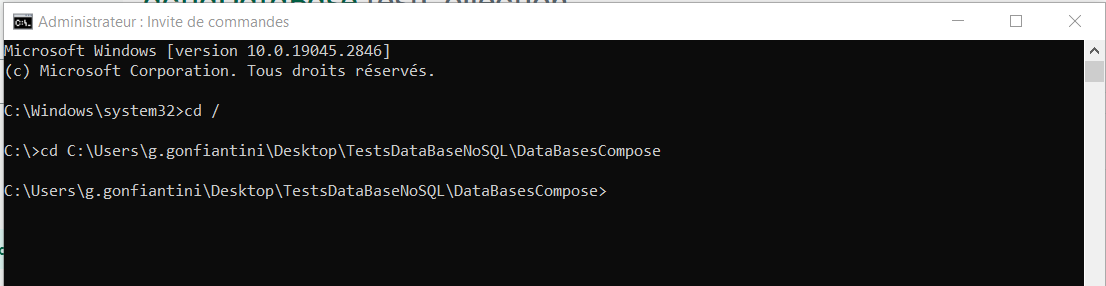 Administrateur : Invite de commandes
Microsoft Windows [version 10.0.19045.2846]
(c) Microsoft Corporation. Tous droits réservés.
C:\Windows\system32>cd /
C:\>cd C:\Users\g.gonfiantini\Desktop\TestsDataBaseNoSQL\DataBasesCompose
C:\Users\g.gonfiantini\Desktop\TestsDataBaseNoSQL\DataBasesCompose>